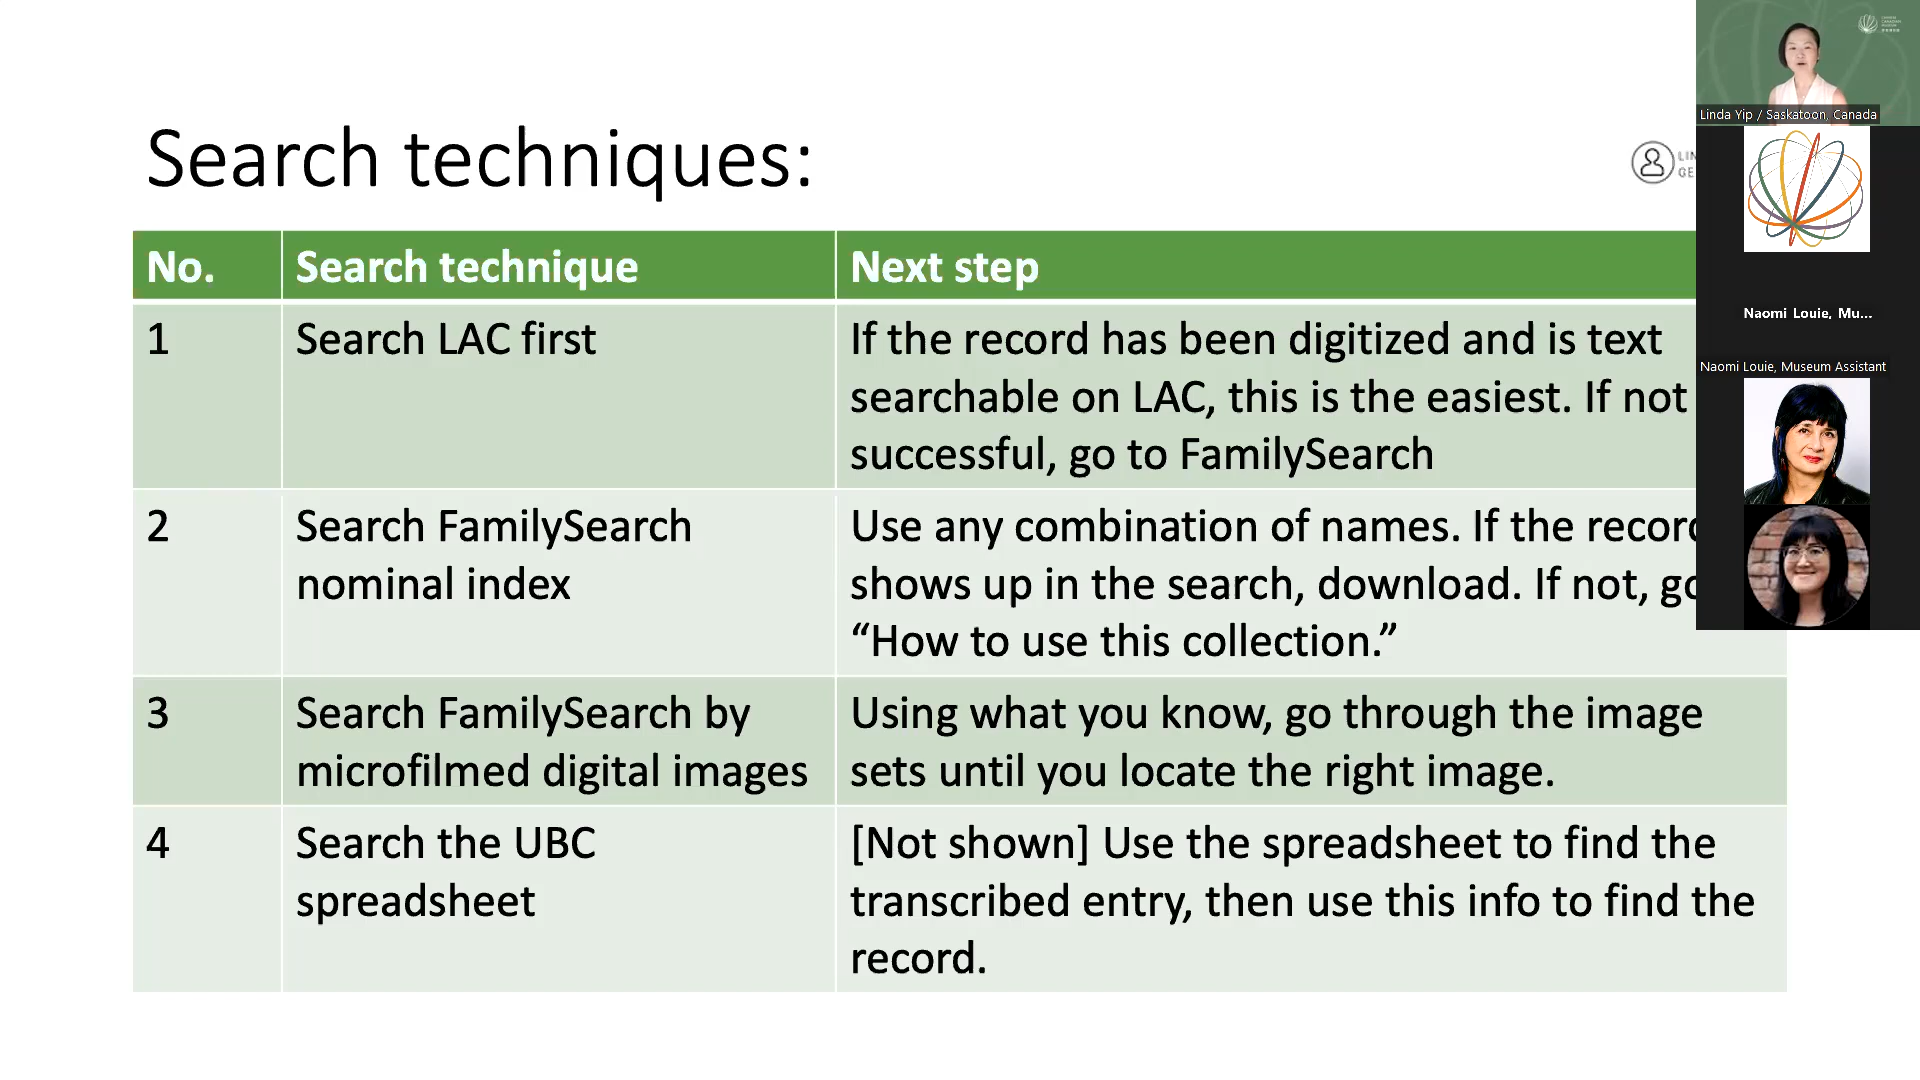 Search techniques:
No.
Search technique
Next step
1
Search LAC first
If the record has been digitized and is text
searchable on LAC, this is the easiest. If not
successful, go to FamilySearch
2
Search FamilySearch
nominal index
Use any combination of names. If the record
shows up in the search, download. If not, go
“How to use this collection.”
3
Search FamilySearch by
microfilmed digital images
Using what you know, go through the image
sets until you locate the right image.
4
Search the UBC
spreadsheet
[Not shown] Use the spreadsheet to find the
transcribed entry, then use this info to find the
record.
Linda Yip / Saskatoon, Canada
Naomi Louie, Mu...
Naomi Louie, Museum Assistant